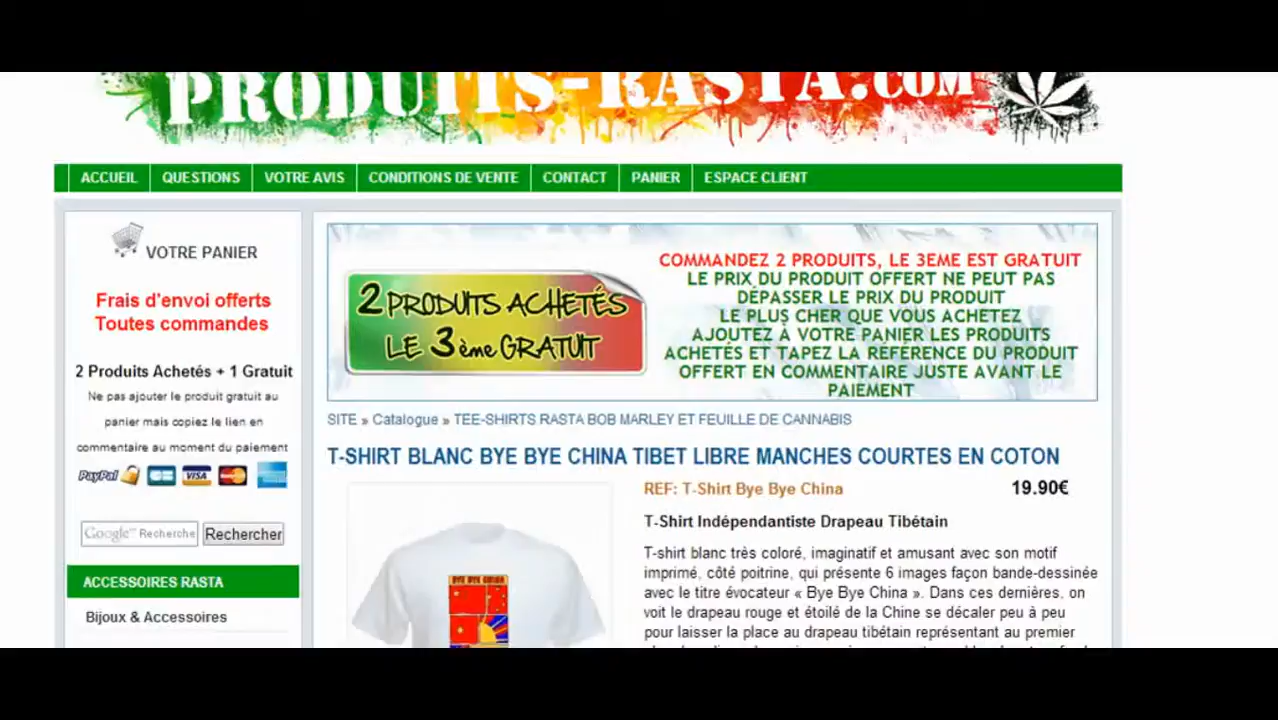 PRODUITS-RASTA.COM
ACCUEIL QUESTIONS VOTRE AVIS CONDITIONS DE VENTE CONTACT PANIER ESPACE CLIENT
VOTRE PANIER
Frais d'envoi offerts
Toutes commandes
2 Produits Achetés + 1 Gratuit
Ne pas ajouter le produit gratuit au
panier mais copiez le lien en
commentaire au moment du paiement
PayPal VISA
Google Recherche Rechercher
ACCESSOIRES RASTA
Bijoux & Accessoires
2 PRODUITS ACHETÉS
LE 3ème GRATUIT
COMMANDEZ 2 PRODUITS, LE 3EME EST GRATUIT
LE PRIX DU PRODUIT OFFERT NE PEUT PAS
DÉPASSER LE PRIX DU PRODUIT
LE PLUS CHER QUE VOUS ACHETEZ
AJOUTEZ À VOTRE PANIER LES PRODUITS
ACHETÉS ET TAPEZ LA RÉFÉRENCE DU PRODUIT
OFFERT EN COMMENTAIRE JUSTE AVANT LE
PAIEMENT
SITE » Catalogue » TEE-SHIRTS RASTA BOB MARLEY ET FEUILLE DE CANNABIS
T-SHIRT BLANC BYE BYE CHINA TIBET LIBRE MANCHES COURTES EN COTON
BYE BYE CHINA
REF: T-Shirt Bye Bye China 19.90€
T-Shirt Indépendantiste Drapeau Tibétain
T-shirt blanc très coloré, imaginatif et amusant avec son motif
imprimé, côté poitrine, qui présente 6 images façon bande-dessinée
avec le titre évocateur « Bye Bye China ». Dans ces dernières, on
voit le drapeau rouge et étoilé de la Chine se décaler peu à peu
pour laisser la place au drapeau tibétain représentant au premier